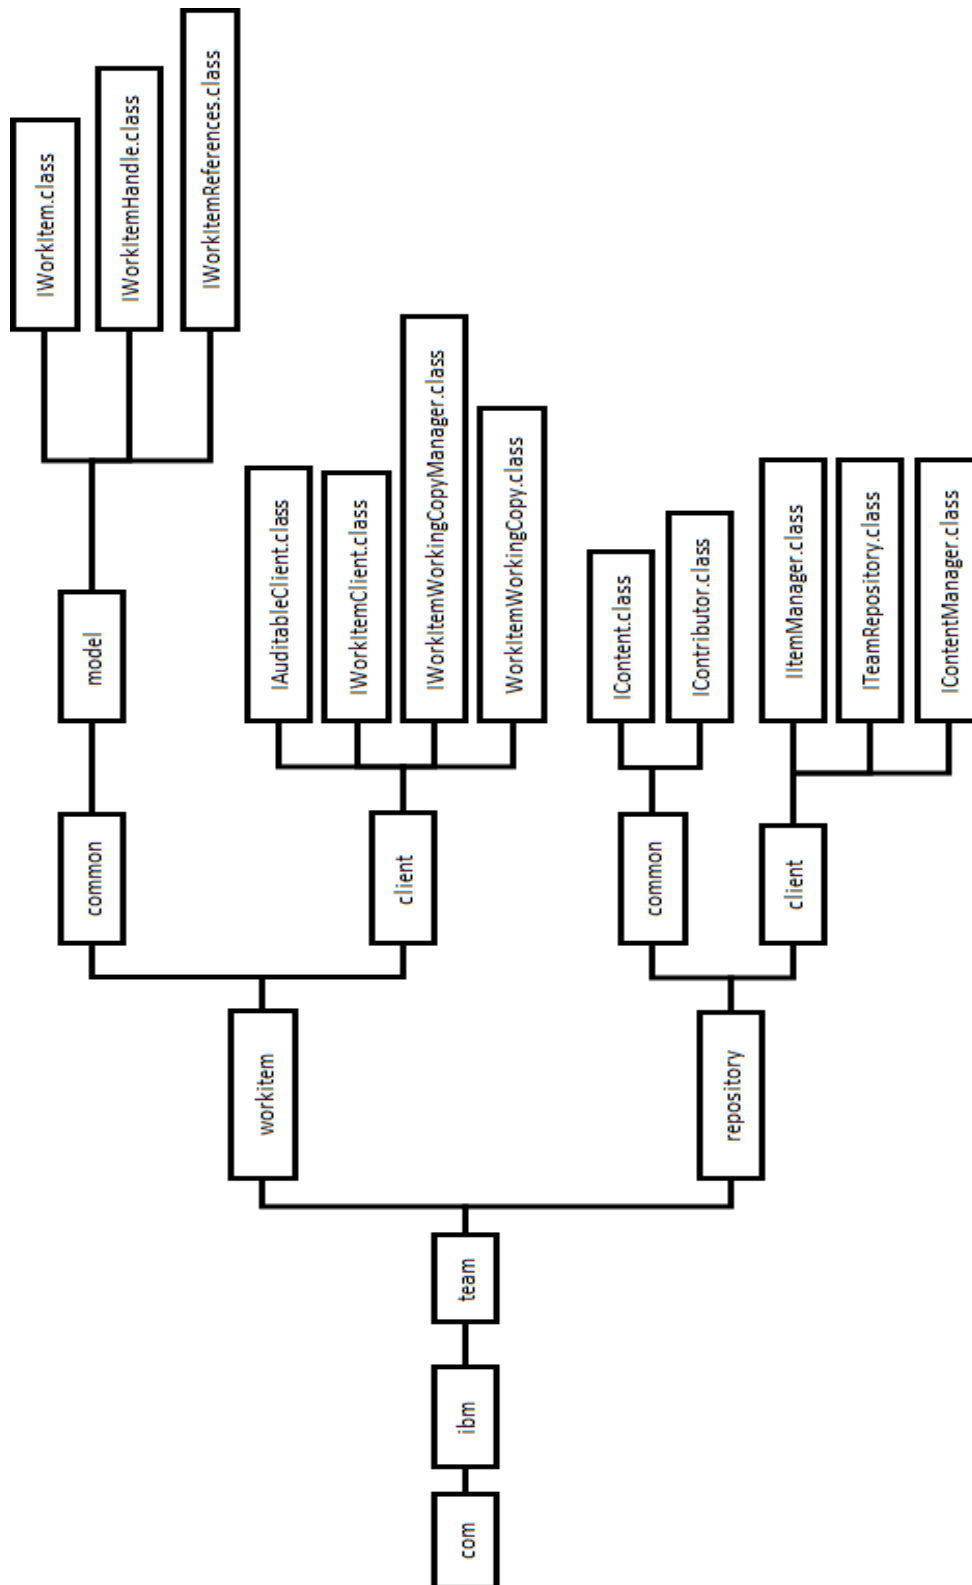 com
ibm
team
workitem
common
model
IWorkItem.class
IWorkItemHandle.class
IWorkItemReferences.class
client
IAuditableClient.class
IWorkItemClient.class
IWorkItemWorkingCopyManager.class
WorkItemWorkingCopy.class
repository
common
IContent.class
IContributor.class
client
IItemManager.class
ITeamRepository.class
IContentManager.class